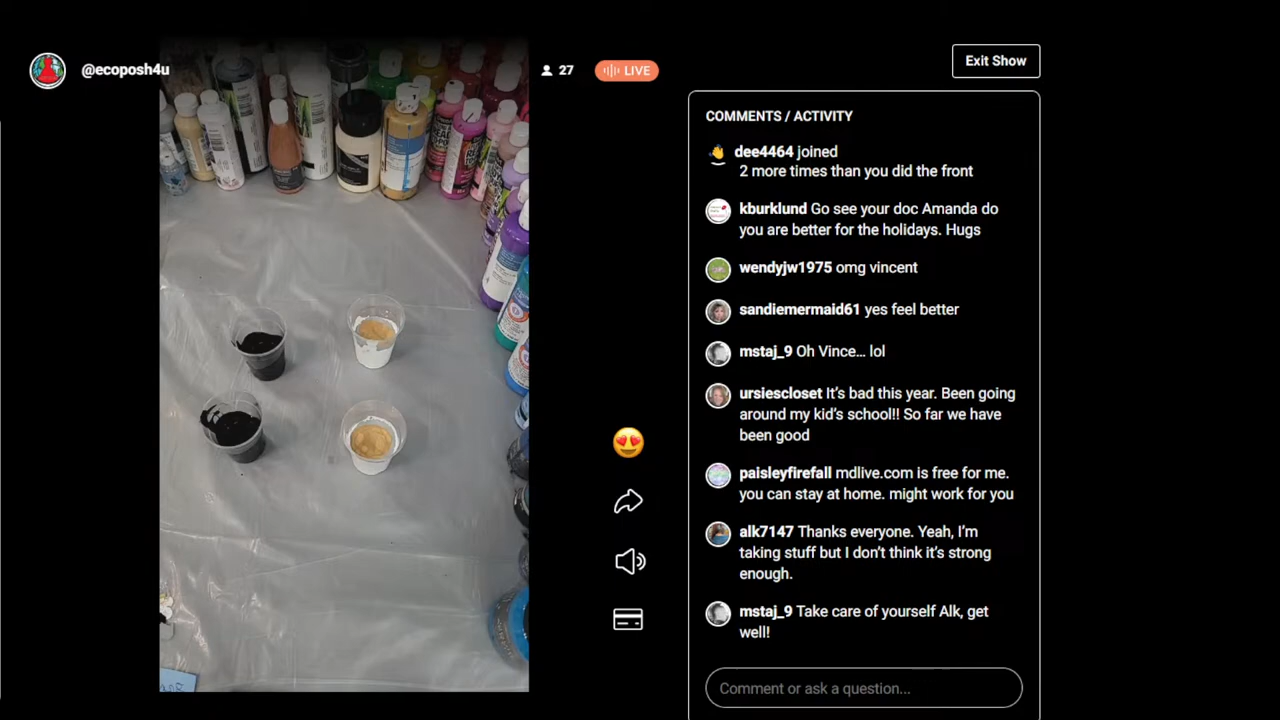 @ecoposh4u
27
LIVE
Exit Show
COMMENTS / ACTIVITY
dee4464 joined
2 more times than you did the front
kburklund Go see your doc Amanda do
you are better for the holidays. Hugs
wendyjw1975 omg vincent
sandiemermaid61 yes feel better
mstaj_9 Oh Vince... lol
ursiescloset It's bad this year. Been going
around my kid's school!! So far we have
been good
paisleyfirefall mdlive.com is free for me.
you can stay at home. might work for you
alk7147 Thanks everyone. Yeah, I'm
taking stuff but I don't think it's strong
enough.
mstaj_9 Take care of yourself Alk, get
well!
Comment or ask a question...